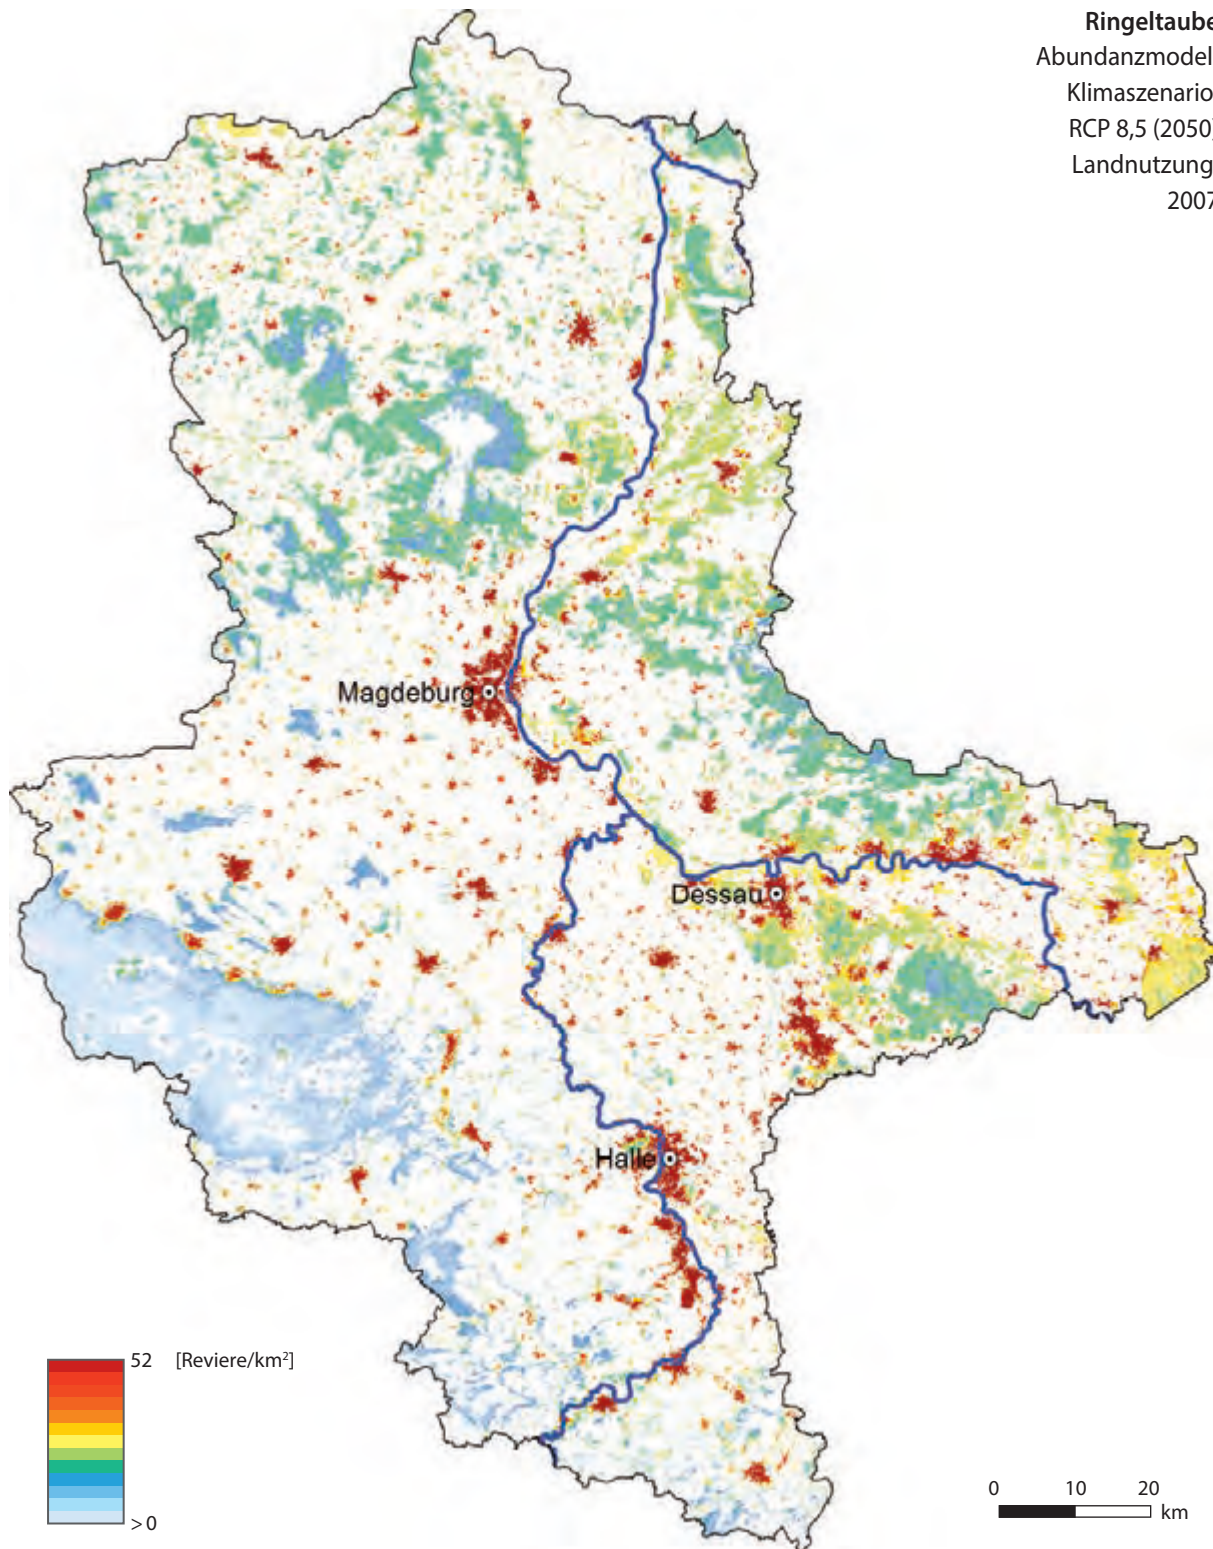 Ringeltaube
Abundanzmodel
Klimaszenario
RCP 8,5 (2050)
Landnutzung
2007
Magdeburg
Dessau
Halle
52 [Reviere/km²]
>0
0 10 20
km